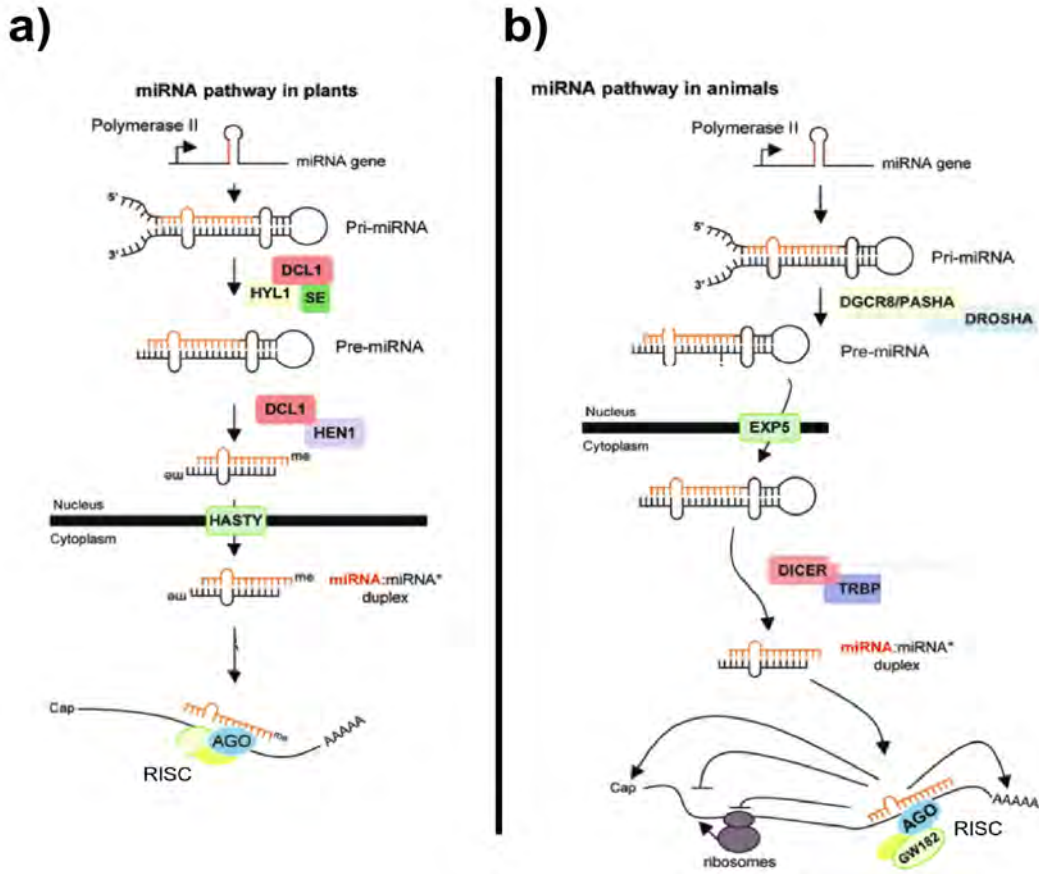 a)
miRNA pathway in plants
Polymerase II
miRNA gene
5'
3'
Pri-miRNA
DCL1
HYL1
SE
Pre-miRNA
DCL1
HEN1
me
me
Nucleus
HASTY
Cytoplasm
me
me
miRNA:miRNA*
duplex
Cap
me
AAAAA
AGO
RISC
b)
miRNA pathway in animals
Polymerase II
miRNA gene
5'
3'
Pri-miRNA
DGCR8/PASHA
DROSHA
Pre-miRNA
Nucleus
EXP5
Cytoplasm
DICER
TRBP
miRNA:miRNA*
duplex
Cap
AAAAA
AGO
RISC
GW182
ribosomes